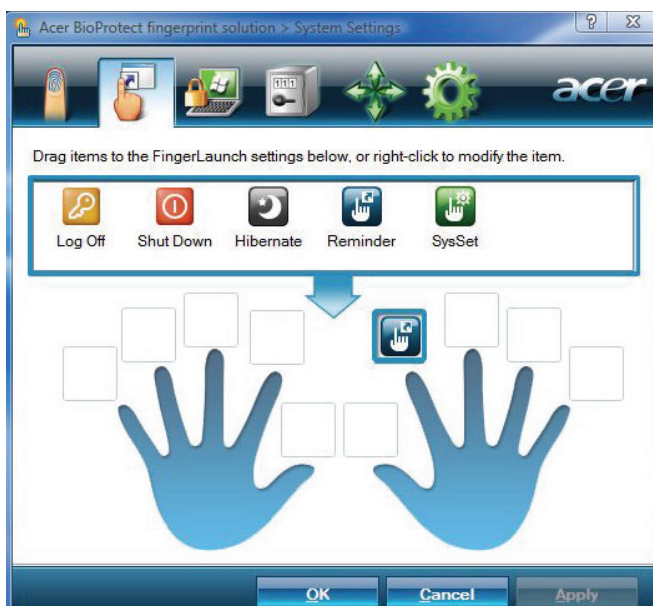 Acer BioProtect fingerprint solution > System Settings
acer
Drag items to the FingerLaunch settings below, or right-click to modify the item.
Log Off Shut Down Hibernate Reminder SysSet
OK Cancel Apply